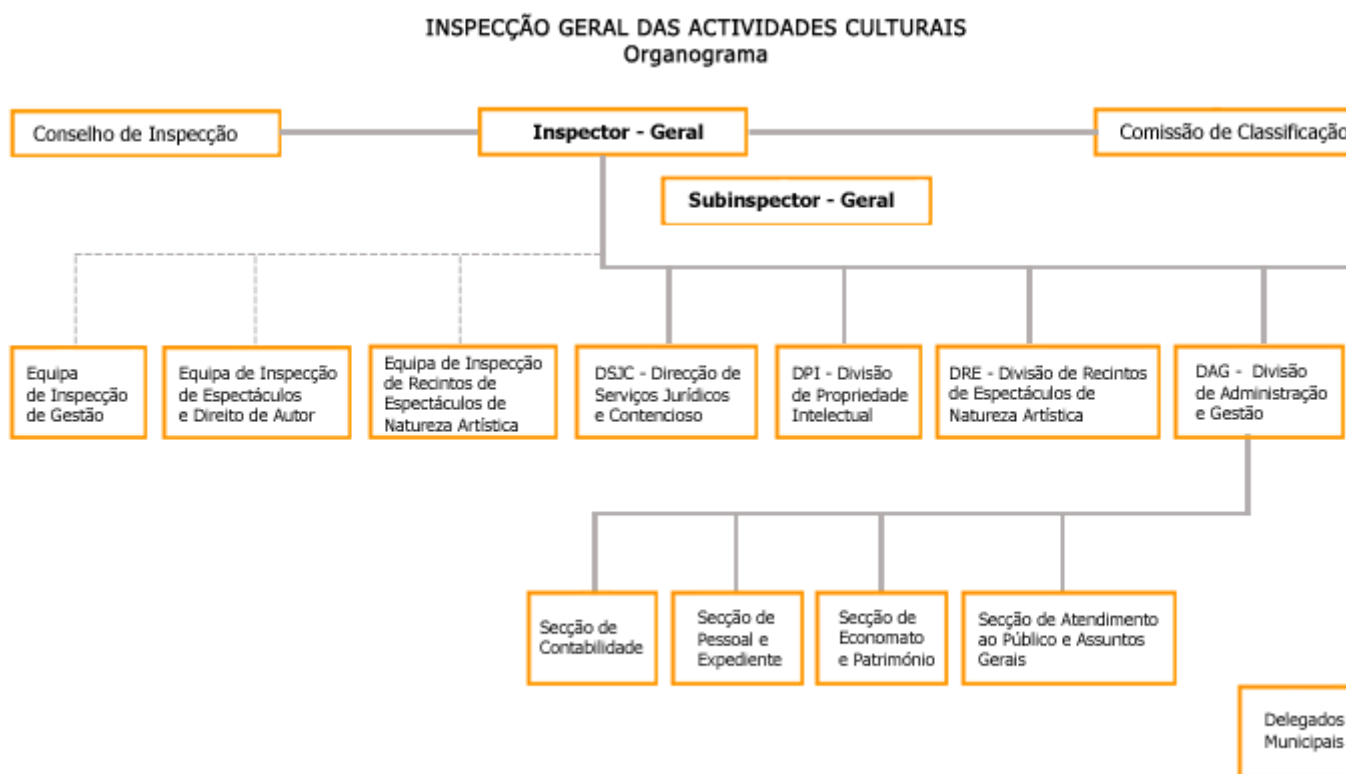 INSPECÇÃO GERAL DAS ACTIVIDADES CULTURAIS
Organograma
Conselho de Inspecção
Inspector - Geral
Comissão de Classificação
Subinspector - Geral
Equipa
de Inspecção
de Gestão
Equipa de Inspecção
de Espectáculos
e Direito de Autor
Equipa de Inspecção
de Recintos de
Espectáculos de
Natureza Artística
DSJC - Direcção de
Serviços Jurídicos
e Contencioso
DPI - Divisão
de Propriedade
Intelectual
DRE - Divisão de Recintos
de Espectáculos de
Natureza Artística
DAG - Divisão
de Administração
e Gestão
Secção de
Contabilidade
Secção de
Pessoal e
Expediente
Secção de
Economato
e Património
Secção de Atendimento
ao Público e Assuntos
Gerais
Delegados
Municipais